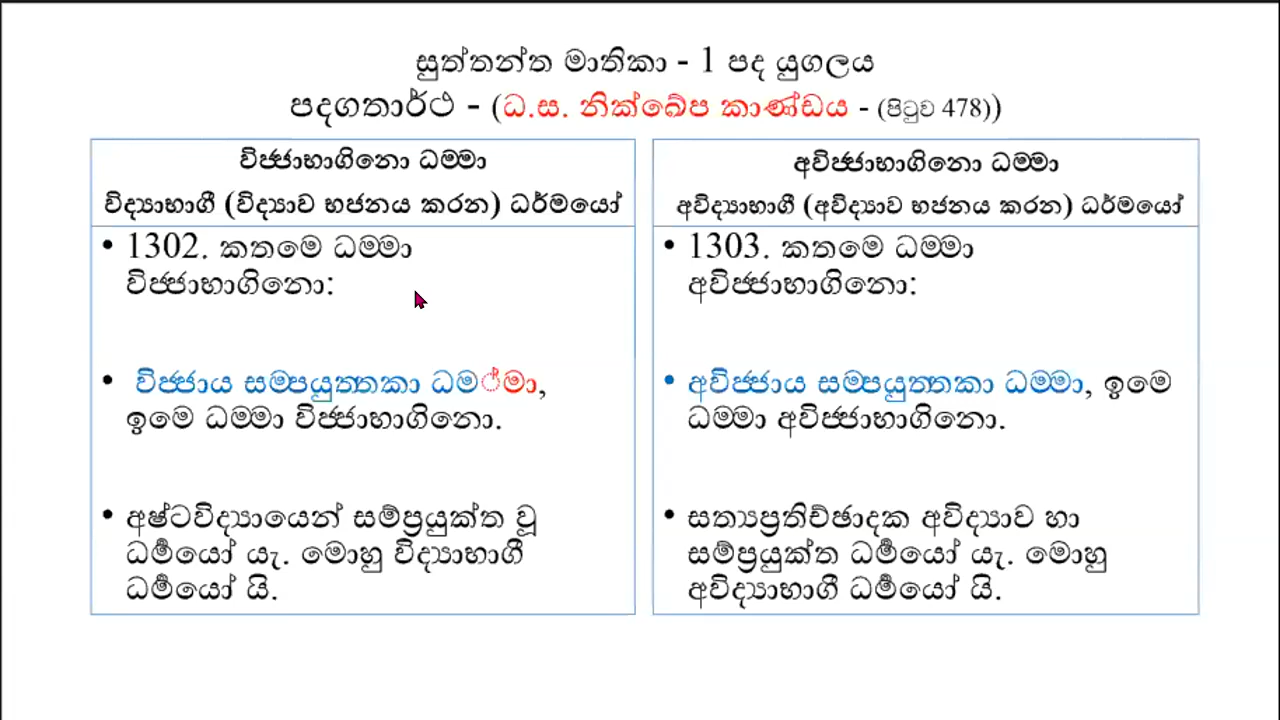 සුත්තන්ත මාතිකා - 1 පද යුගලය
පදගතාර්ථ - (ධ.ස. නික්ඛේප කාණ්ඩය - (පිටුව 478))
විජ්ජාභාගිනො ධම්මා
විද්‍යාභාගී (විද්‍යාව භජනය කරන) ධර්මයෝ
• 1302. කතමෙ ධම්මා
විජ්ජාභාගිනො:
• විජ්ජාය සම්පයුත්තකා ධම්මා,
ඉමෙ ධම්මා විජ්ජාභාගිනො.
• අෂ්ටවිද්‍යායෙන් සම්ප්‍රයුක්ත වූ
ධර්‍මයෝ යැ. මොහු විද්‍යාභාගී
ධර්‍මයෝ යි.
අවිජ්ජාභාගිනො ධම්මා
අවිද්‍යාභාගී (අවිද්‍යාව භජනය කරන) ධර්මයෝ
• 1303. කතමෙ ධම්මා
අවිජ්ජාභාගිනො:
• අවිජ්ජාය සම්පයුත්තකා ධම්මා, ඉමෙ
ධම්මා අවිජ්ජාභාගිනො.
• සත්‍යප්‍රතිච්ඡාදක අවිද්‍යාව හා
සම්ප්‍රයුක්ත ධර්‍මයෝ යැ. මොහු
අවිද්‍යාභාගී ධර්‍මයෝ යි.